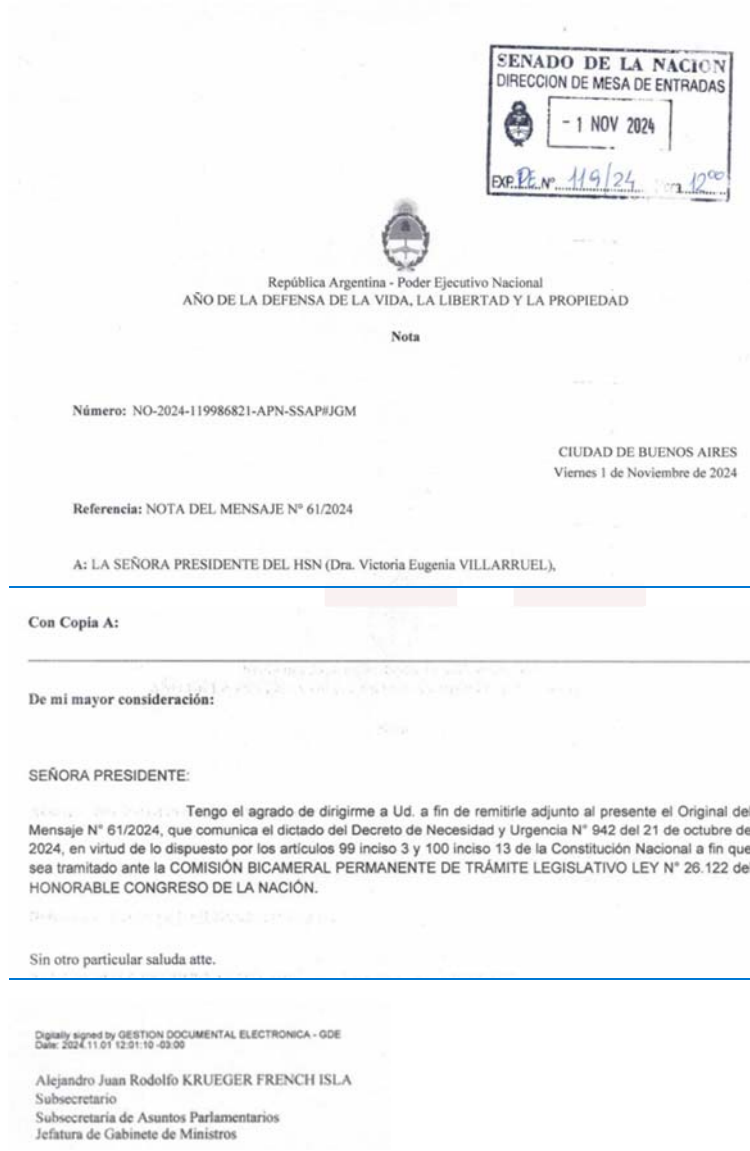 SENADO DE LA NACION
DIRECCION DE MESA DE ENTRADAS
- 1 NOV 2024
EXP. PE. Nº 119/24 Hora 12⁰⁰
República Argentina - Poder Ejecutivo Nacional
AÑO DE LA DEFENSA DE LA VIDA, LA LIBERTAD Y LA PROPIEDAD
Nota
Número: NO-2024-119986821-APN-SSAP#JGM
CIUDAD DE BUENOS AIRES
Viernes 1 de Noviembre de 2024
Referencia: NOTA DEL MENSAJE N° 61/2024
A: LA SEÑORA PRESIDENTE DEL HSN (Dra. Victoria Eugenia VILLARRUEL),
Con Copia A:
De mi mayor consideración:
SEÑORA PRESIDENTE:
Tengo el agrado de dirigirme a Ud. a fin de remitirle adjunto al presente el Original del
Mensaje N° 61/2024, que comunica el dictado del Decreto de Necesidad y Urgencia N° 942 del 21 de octubre de
2024, en virtud de lo dispuesto por los artículos 99 inciso 3 y 100 inciso 13 de la Constitución Nacional a fin que
sea tramitado ante la COMISIÓN BICAMERAL PERMANENTE DE TRÁMITE LEGISLATIVO LEY N° 26.122 del
HONORABLE CONGRESO DE LA NACIÓN.
Sin otro particular saluda atte.
Digitally signed by GESTION DOCUMENTAL ELECTRONICA - GDE
Date: 2024.11.01 12:01:10 -03:00
Alejandro Juan Rodolfo KRUEGER FRENCH ISLA
Subsecretario
Subsecretaría de Asuntos Parlamentarios
Jefatura de Gabinete de Ministros